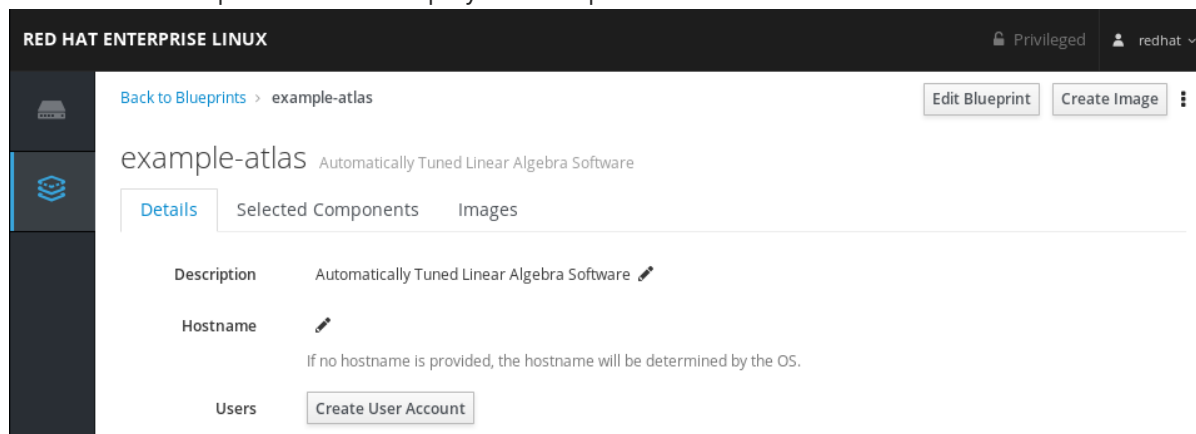 RED HAT ENTERPRISE LINUX Privileged redhat
Back to Blueprints > example-atlas Edit Blueprint Create Image
example-atlas Automatically Tuned Linear Algebra Software
Details Selected Components Images
Description Automatically Tuned Linear Algebra Software
Hostname
If no hostname is provided, the hostname will be determined by the OS.
Users Create User Account